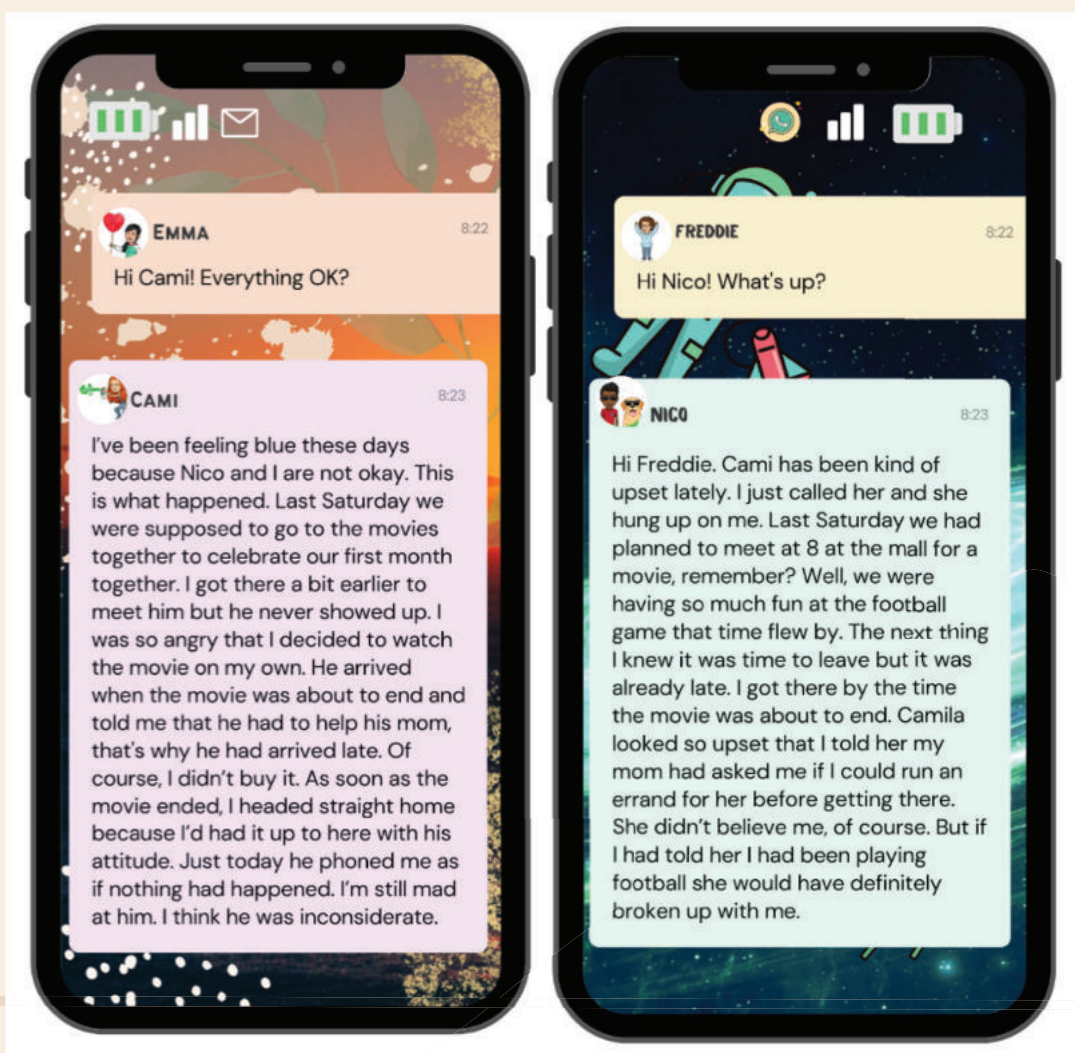 EMMA
8:22
Hi Cami! Everything OK?
CAMI
8:23
I've been feeling blue these days
because Nico and I are not okay. This
is what happened. Last Saturday we
were supposed to go to the movies
together to celebrate our first month
together. I got there a bit earlier to
meet him but he never showed up. I
was so angry that I decided to watch
the movie on my own. He arrived
when the movie was about to end and
told me that he had to help his mom,
that's why he had arrived late. Of
course, I didn't buy it. As soon as the
movie ended, I headed straight home
because I'd had it up to here with his
attitude. Just today he phoned me as
if nothing had happened. I'm still mad
at him. I think he was inconsiderate.
FREDDIE
8:22
Hi Nico! What's up?
NICO
8:23
Hi Freddie. Cami has been kind of
upset lately. I just called her and she
hung up on me. Last Saturday we had
planned to meet at 8 at the mall for a
movie, remember? Well, we were
having so much fun at the football
game that time flew by. The next thing
I knew it was time to leave but it was
already late. I got there by the time
the movie was about to end. Camila
looked so upset that I told her my
mom had asked me if I could run an
errand for her before getting there.
She didn't believe me, of course. But if
I had told her I had been playing
football she would have definitely
broken up with me.